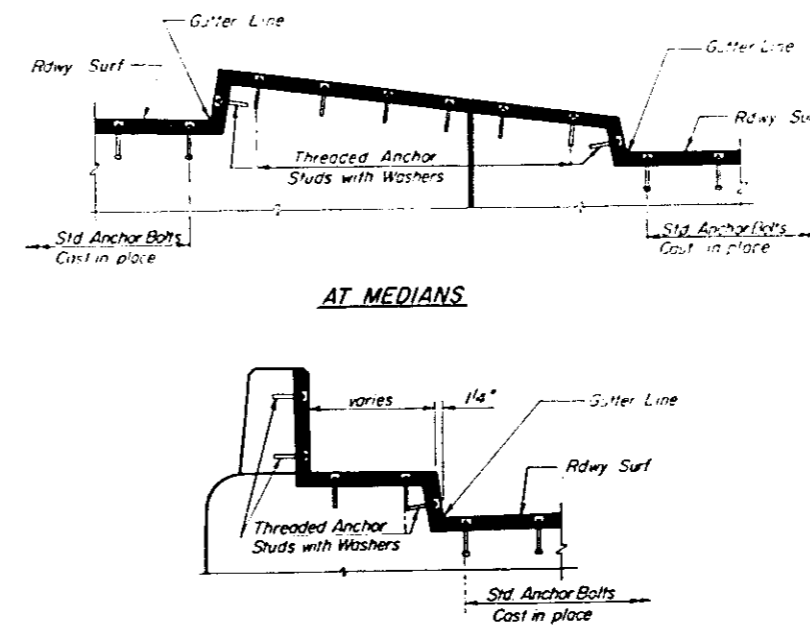 Gutter Line
Gutter Line
Rdwy Surf
Rdwy Su
Threaded Anchor
Studs with Washers
Std. Anchor Bolts
Cast in place
Std. Anchor Bolts
Cast in place
AT MEDIANS
varies
1¼"
Gutter Line
Rdwy Surf
Threaded Anchor
Studs with Washers
Std. Anchor Bolts
Cast in place